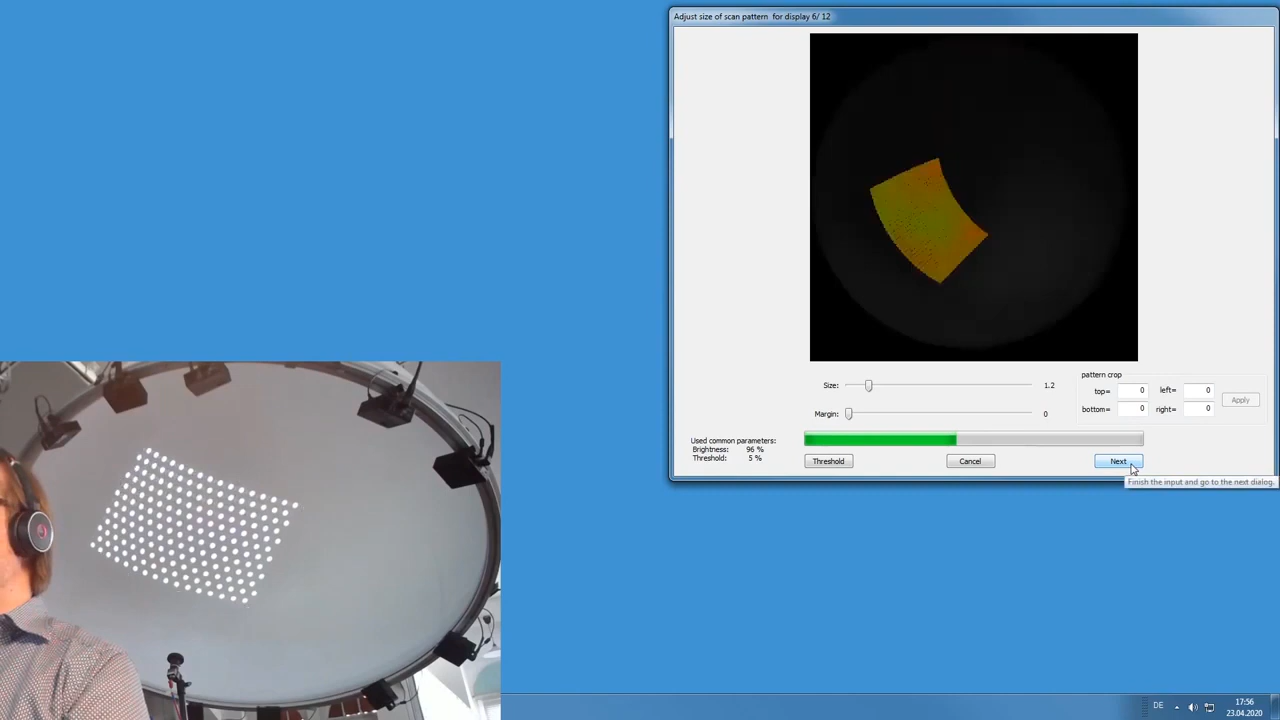 Adjust size of scan pattern for display 6/ 12
Size:
1.2
Margin:
0
pattern crop
top=
0
left=
0
bottom=
0
right=
0
Apply
Used common parameters:
Brightness: 96 %
Threshold: 5 %
Threshold
Cancel
Next
Finish the input and go to the next dialog.
DE
17:56
23.04.2020